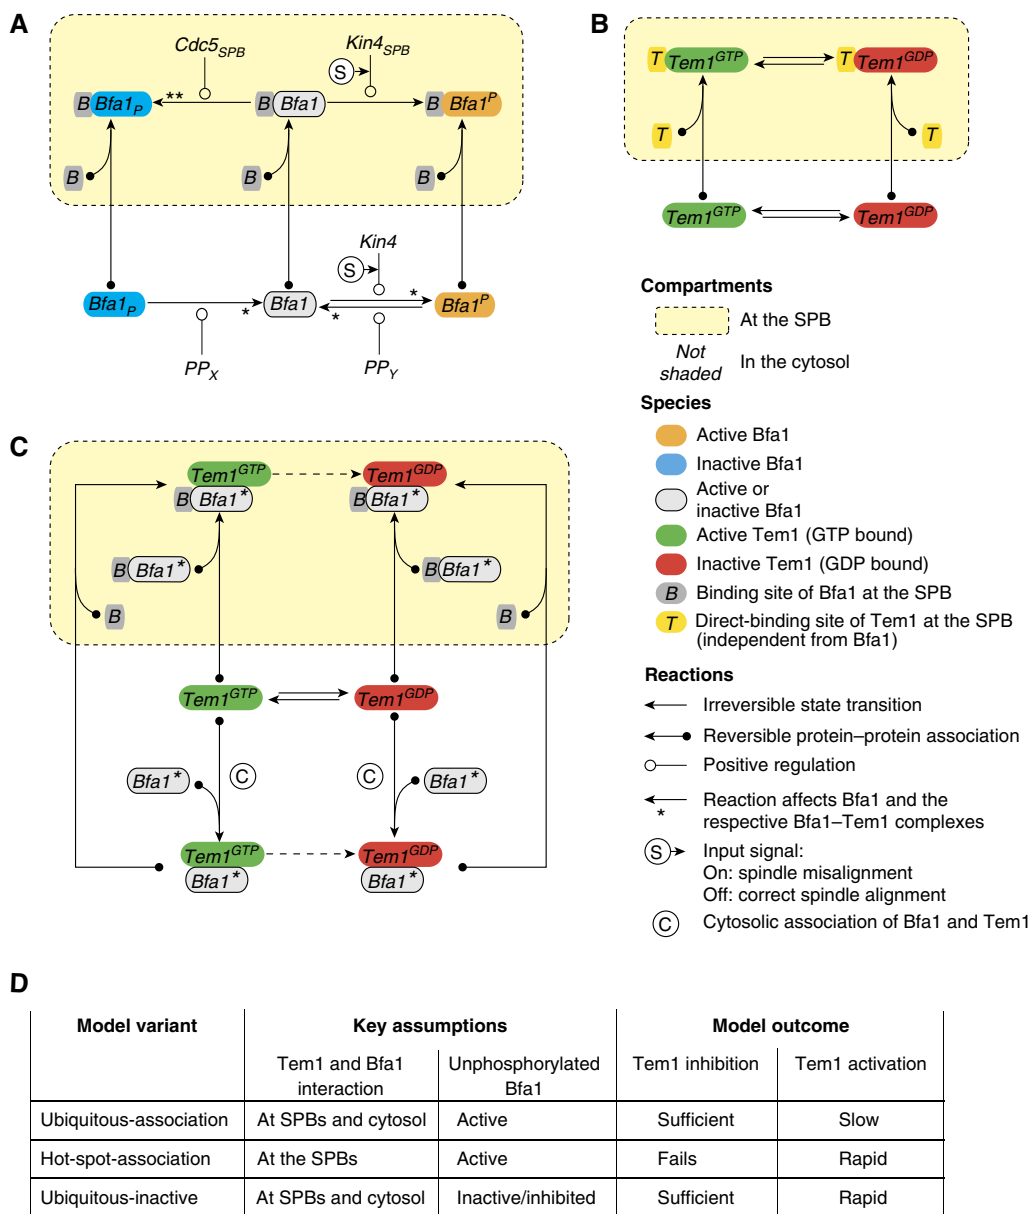 A
Cdc5SPB
Kin4SPB
S
B Bfa1P
**
B Bfa1
B Bfa1P
B
B
B
Kin4
S
Bfa1P
*
Bfa1
*
*
Bfa1P
PPX
PPY
B
T Tem1GTP
T Tem1GDP
T
T
Tem1GTP
Tem1GDP
Compartments
At the SPB
Not
shaded
In the cytosol
Species
Active Bfa1
Inactive Bfa1
Active or
inactive Bfa1
Active Tem1 (GTP bound)
Inactive Tem1 (GDP bound)
B Binding site of Bfa1 at the SPB
T Direct-binding site of Tem1 at the SPB
(independent from Bfa1)
Reactions
Irreversible state transition
Reversible protein–protein association
Positive regulation
Reaction affects Bfa1 and the
* respective Bfa1–Tem1 complexes
S Input signal:
On: spindle misalignment
Off: correct spindle alignment
C Cytosolic association of Bfa1 and Tem1
C
Tem1GTP
Tem1GDP
B Bfa1*
B Bfa1*
B Bfa1*
B Bfa1*
B
B
Tem1GTP
Tem1GDP
Bfa1*
C
C
Bfa1*
Tem1GTP
Tem1GDP
Bfa1*
Bfa1*
D
Model variant Key assumptions Model outcome
Tem1 and Bfa1 Unphosphorylated Tem1 inhibition Tem1 activation
interaction Bfa1
Ubiquitous-association At SPBs and cytosol Active Sufficient Slow
Hot-spot-association At the SPBs Active Fails Rapid
Ubiquitous-inactive At SPBs and cytosol Inactive/inhibited Sufficient Rapid